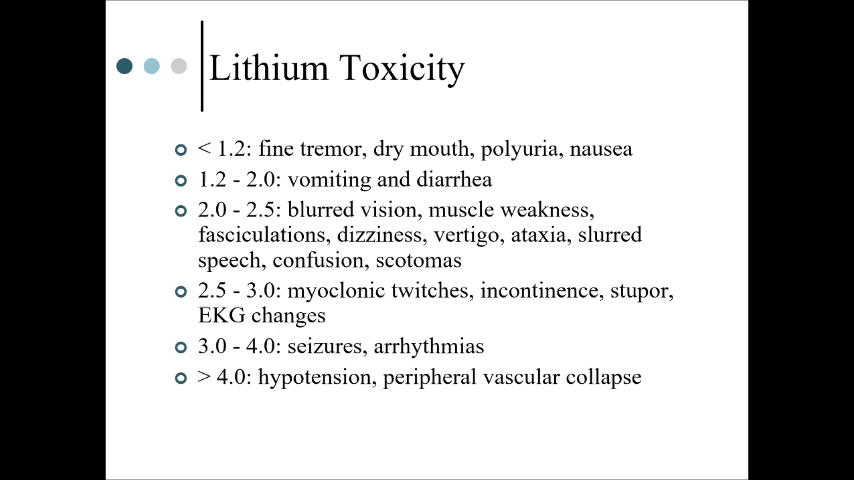 Lithium Toxicity
< 1.2: fine tremor, dry mouth, polyuria, nausea
1.2 - 2.0: vomiting and diarrhea
2.0 - 2.5: blurred vision, muscle weakness,
fasciculations, dizziness, vertigo, ataxia, slurred
speech, confusion, scotomas
2.5 - 3.0: myoclonic twitches, incontinence, stupor,
EKG changes
3.0 - 4.0: seizures, arrhythmias
> 4.0: hypotension, peripheral vascular collapse